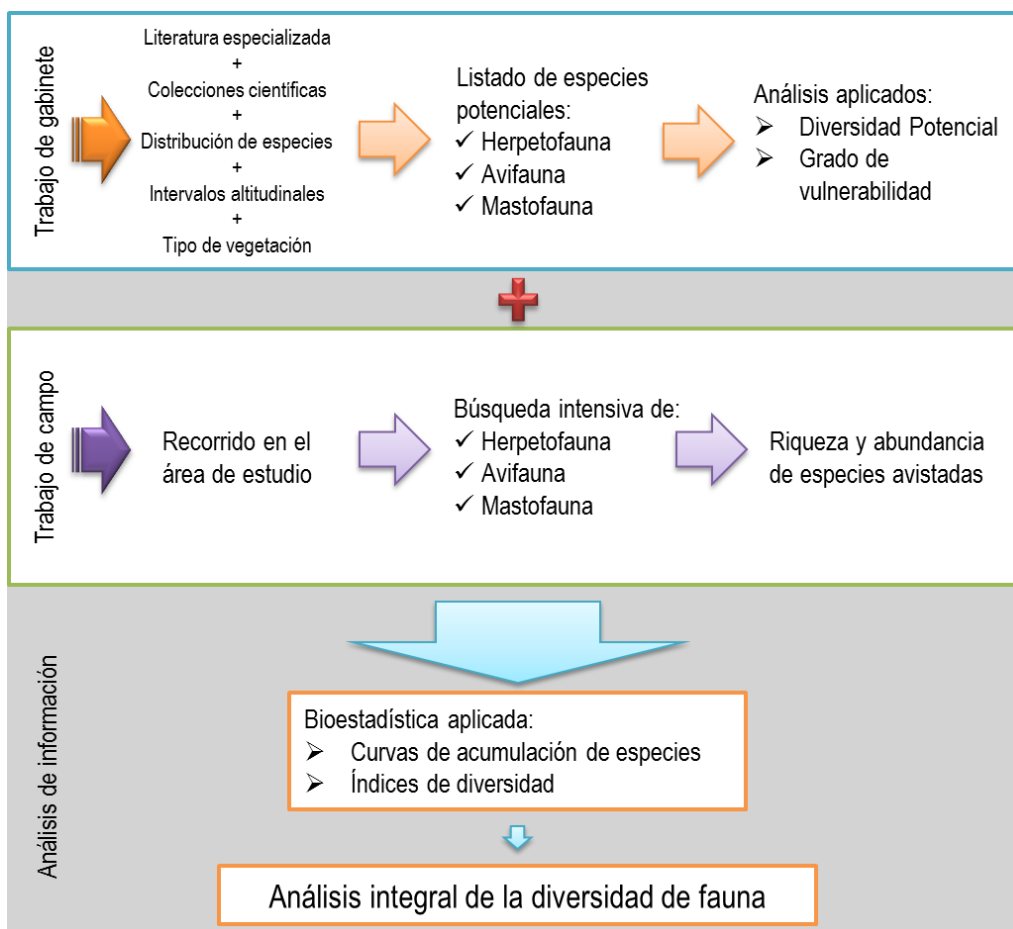 Trabajo de gabinete
Literatura especializada
+
Colecciones científicas
+
Distribución de especies
+
Intervalos altitudinales
+
Tipo de vegetación
Listado de especies
potenciales:
✓ Herpetofauna
✓ Avifauna
✓ Mastofauna
Análisis aplicados:
➢ Diversidad Potencial
➢ Grado de
vulnerabilidad
Trabajo de campo
Recorrido en el
área de estudio
Búsqueda intensiva de:
✓ Herpetofauna
✓ Avifauna
✓ Mastofauna
Riqueza y abundancia
de especies avistadas
Análisis de información
Bioestadística aplicada:
➢ Curvas de acumulación de especies
➢ Índices de diversidad
Análisis integral de la diversidad de fauna